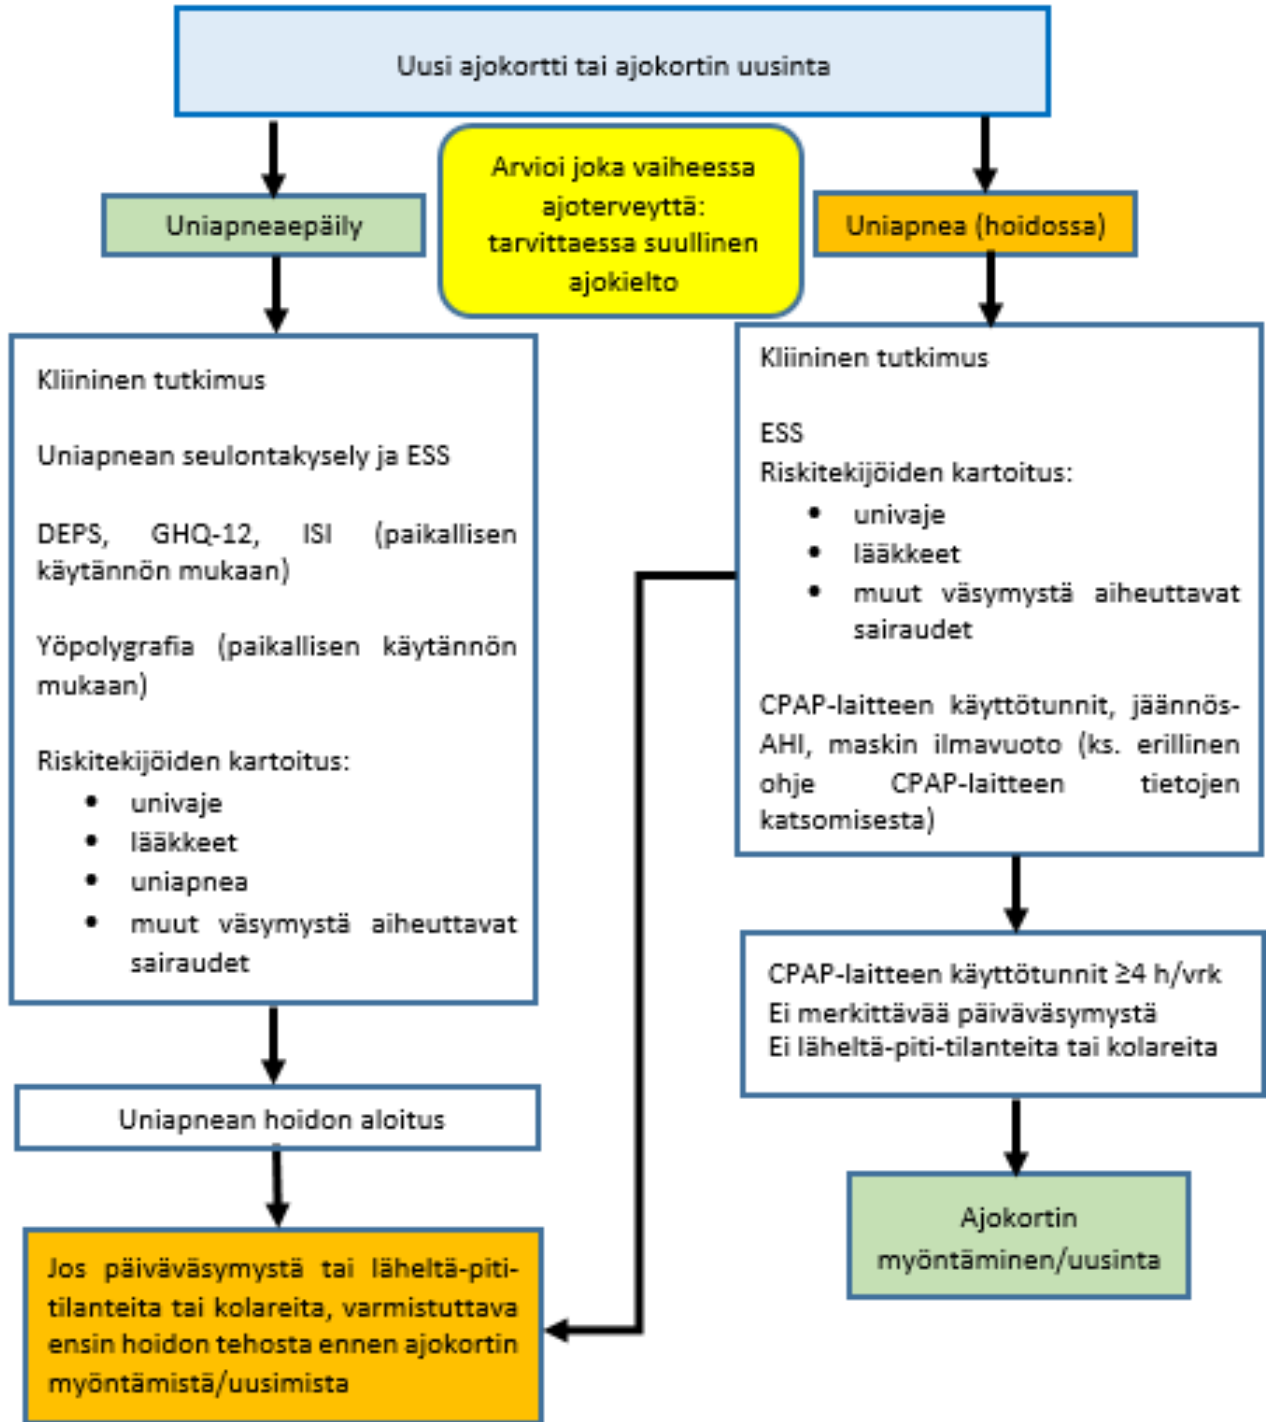 Uusi ajokortti tai ajokortin uusinta
Arvioi joka vaiheessa
ajoterveyttä:
tarvittaessa suullinen
ajokielto
Uniapneaepäily
Kliininen tutkimus
Uniapnean seulontakysely ja ESS
DEPS, GHQ-12, ISI (paikallisen
käytännön mukaan)
Yöpolygrafia (paikallisen käytännön
mukaan)
Riskitekijöiden kartoitus:
• univaje
• lääkkeet
• uniapnea
• muut väsymystä aiheuttavat
sairaudet
Uniapnean hoidon aloitus
Jos päiväväsymystä tai läheltä-piti-
tilanteita tai kolareita, varmistuttava
ensin hoidon tehosta ennen ajokortin
myöntämistä/uusimista
Uniapnea (hoidossa)
Kliininen tutkimus
ESS
Riskitekijöiden kartoitus:
• univaje
• lääkkeet
• muut väsymystä aiheuttavat
sairaudet
CPAP-laitteen käyttötunnit, jäännös-
AHI, maskin ilmavuoto (ks. erillinen
ohje CPAP-laitteen tietojen
katsomisesta)
CPAP-laitteen käyttötunnit ≥4 h/vrk
Ei merkittävää päiväväsymystä
Ei läheltä-piti-tilanteita tai kolareita
Ajokortin
myöntäminen/uusinta